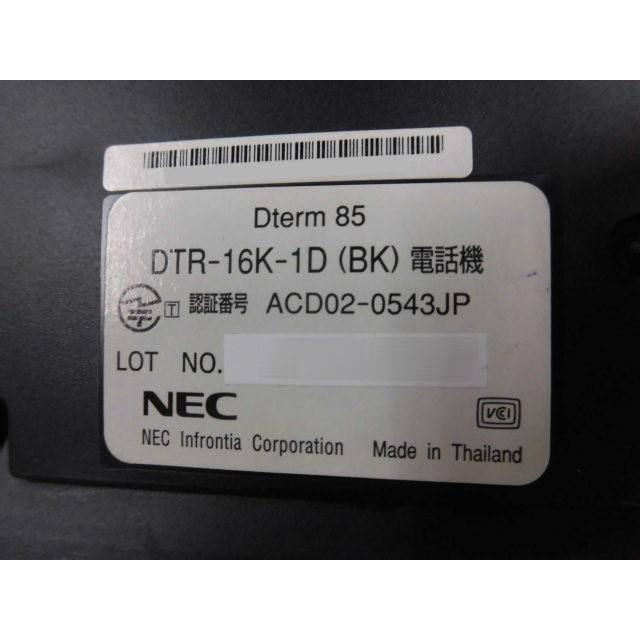 Dterm 85
DTR-16K-1D (BK) 電話機
T 認証番号 ACD02-0543JP
LOT NO.
NEC
VCI
NEC Infrontia Corporation Made in Thailand